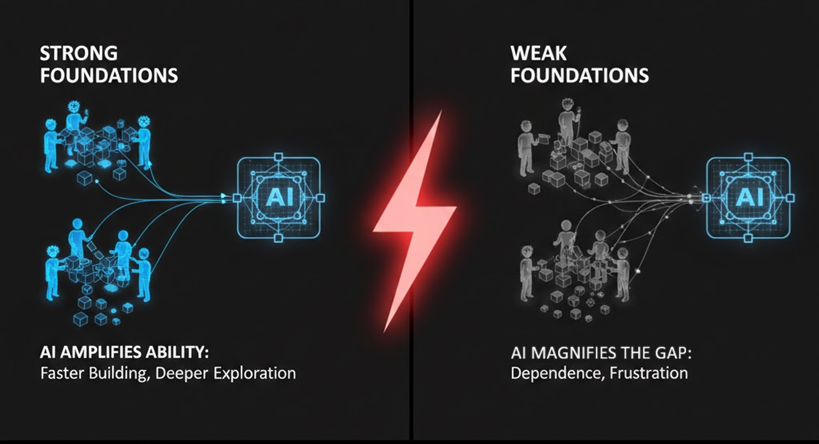 STRONG
FOUNDATIONS
AI
AI AMPLIFIES ABILITY:
Faster Building, Deeper Exploration
WEAK
FOUNDATIONS
AI
AI MAGNIFIES THE GAP:
Dependence, Frustration